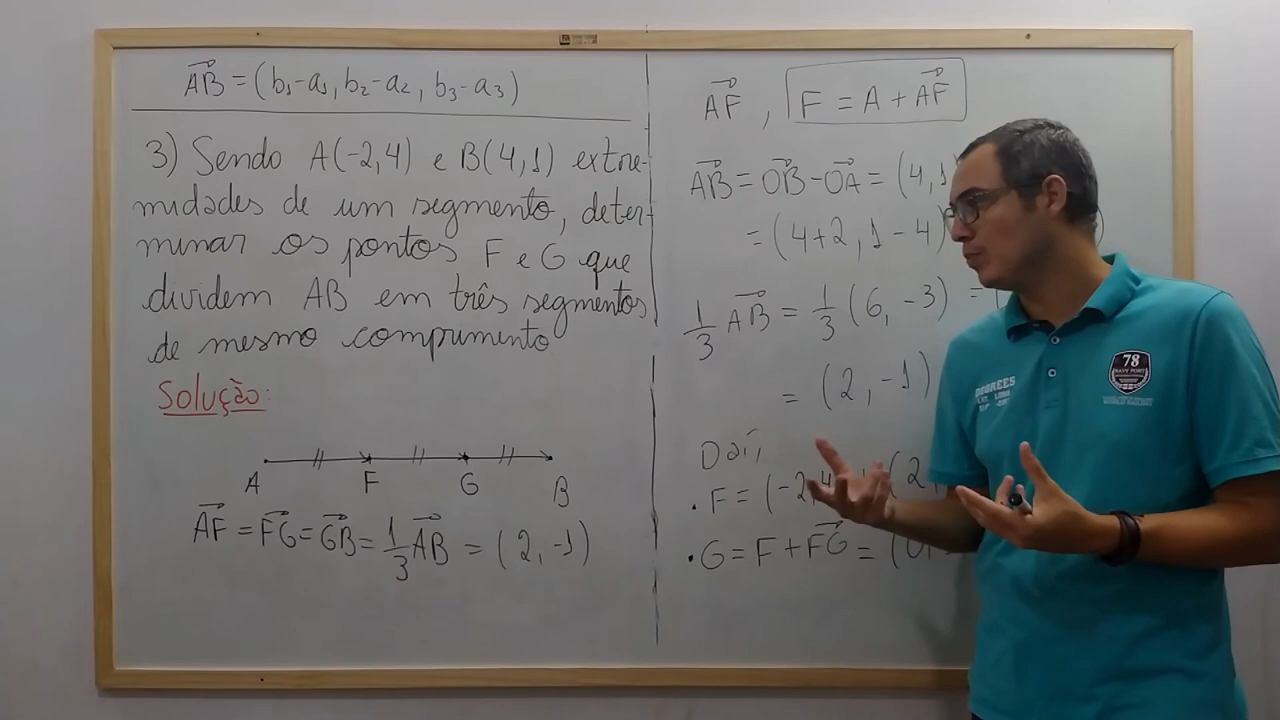 AB = (b1-a1, b2-a2, b3-a3)
3) Sendo A(-2,4) e B(4,1) extre-
midades de um segmento, deter-
minar os pontos F e G que
dividem AB em três segmentos
de mesmo comprimento
Solução:
A F G B
AF = FG = GB = 1/3 AB = (2, -1)
AF, F = A + AF
AB = OB - OA = (4,1
= (4+2, 1-4)
1/3 AB = 1/3 (6, -3) =
= (2, -1)
Daí,
• F = (-2,4 (2,
• G = F + FG = (0,
DEGREES
78
NAVY PORT